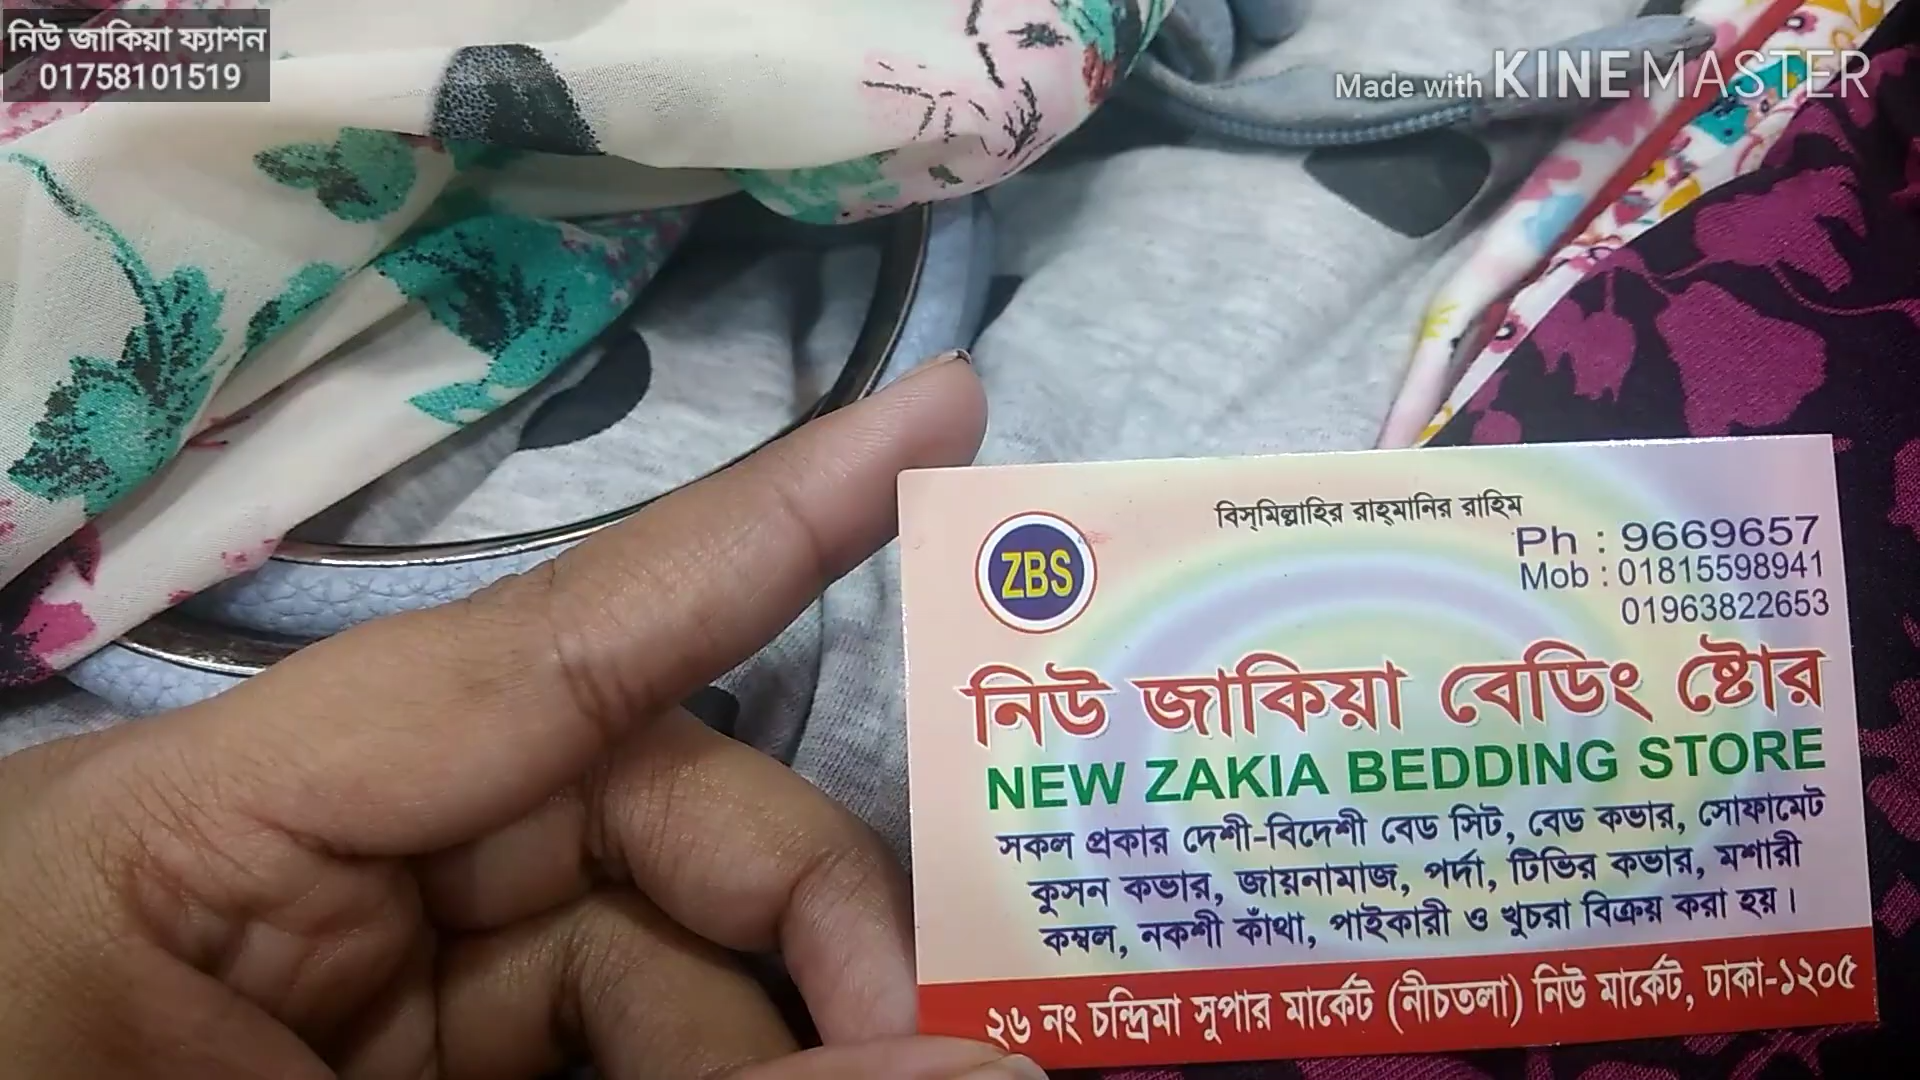 নিউ জাকিয়া ফ্যাশন
01758101519
Made with KINEMASTER
বিস্‌মিল্লাহির রাহ্‌মানির রাহিম
ZBS
Ph : 9669657
Mob : 01815598941
01963822653
নিউ জাকিয়া বেডিং ষ্টোর
NEW ZAKIA BEDDING STORE
সকল প্রকার দেশী-বিদেশী বেড সিট, বেড কভার, সোফামেট
কুসন কভার, জায়নামাজ, পর্দা, টিভির কভার, মশারী
কম্বল, নকশী কাঁথা, পাইকারী ও খুচরা বিক্রয় করা হয়।
২৬ নং চন্দ্রিমা সুপার মার্কেট (নীচতলা) নিউ মার্কেট, ঢাকা-১২০৫